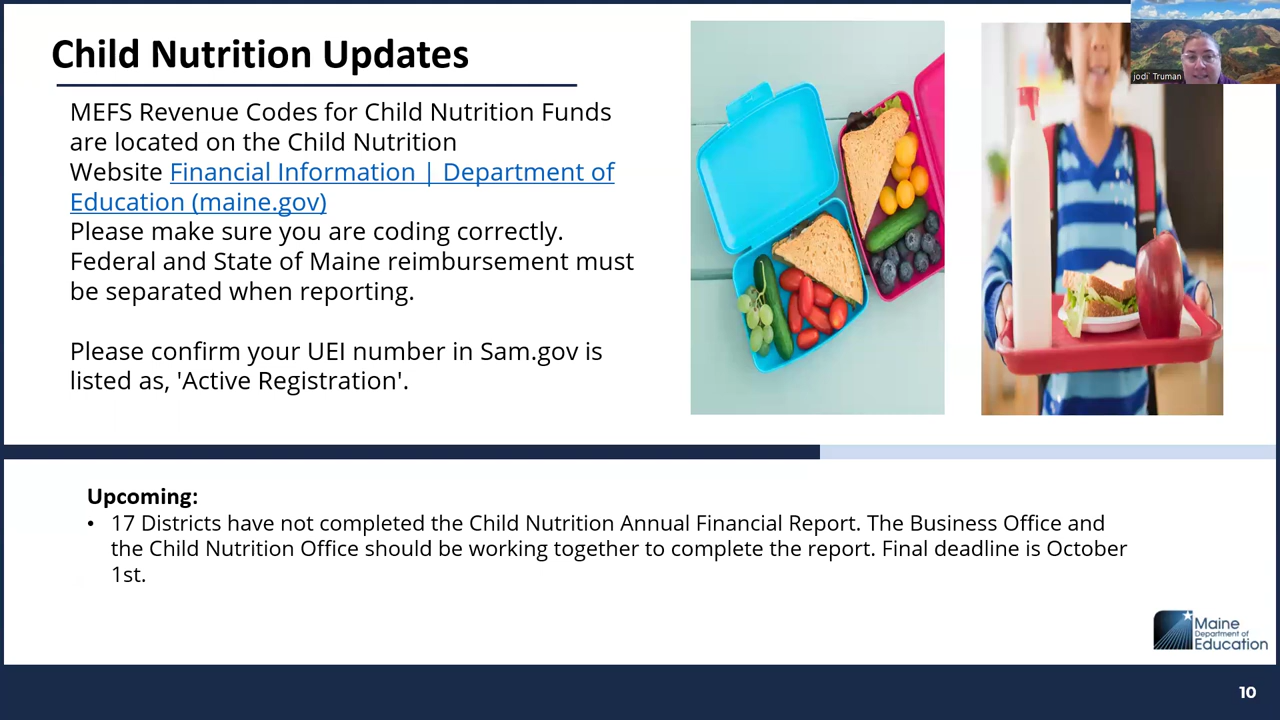 Child Nutrition Updates
MEFS Revenue Codes for Child Nutrition Funds
are located on the Child Nutrition
Website Financial Information | Department of
Education (maine.gov)
Please make sure you are coding correctly.
Federal and State of Maine reimbursement must
be separated when reporting.
Please confirm your UEI number in Sam.gov is
listed as, 'Active Registration'.
jodi Truman
Upcoming:
• 17 Districts have not completed the Child Nutrition Annual Financial Report. The Business Office and
the Child Nutrition Office should be working together to complete the report. Final deadline is October
1st.
Maine
Department of
Education
10